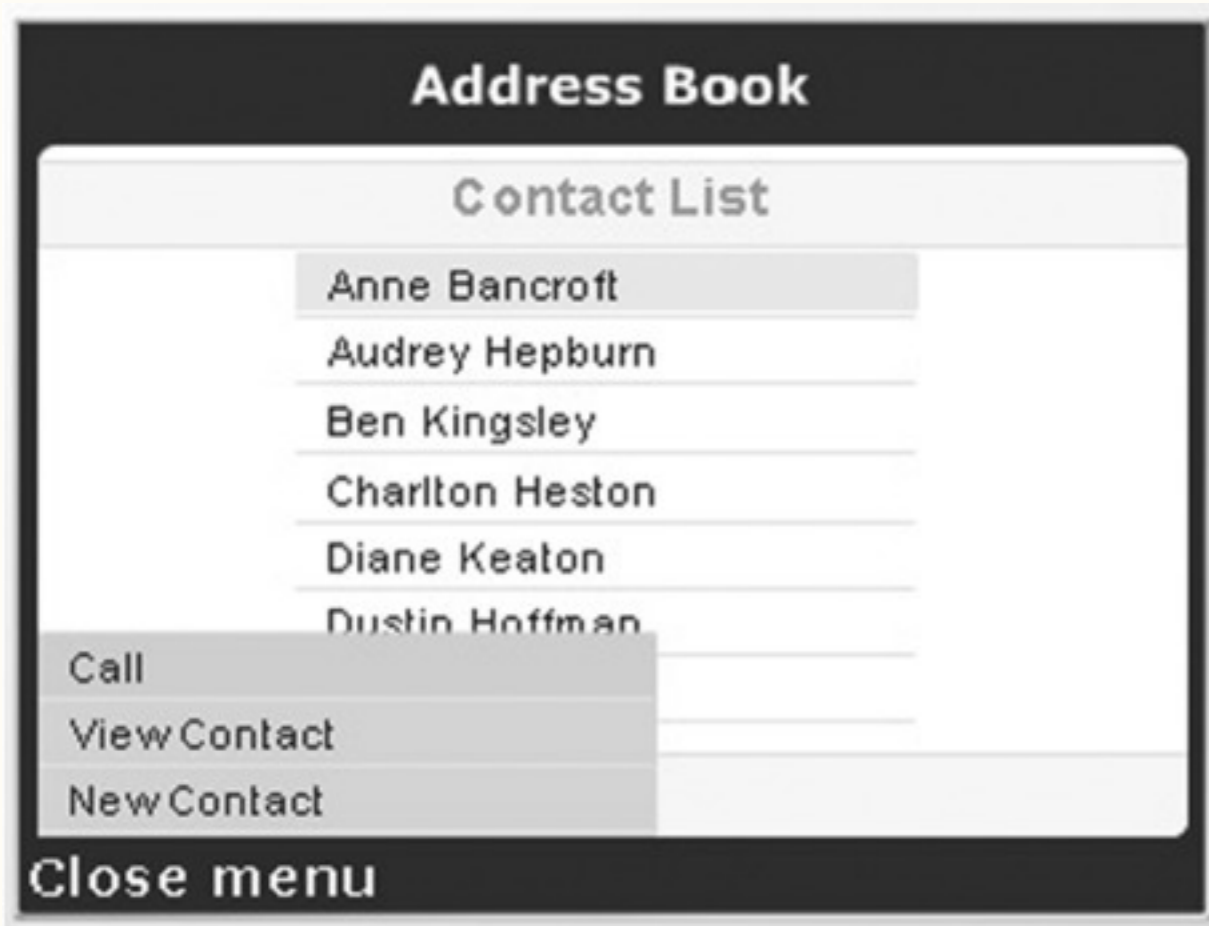 Address Book
Contact List
Anne Bancroft
Audrey Hepburn
Ben Kingsley
Charlton Heston
Diane Keaton
Dustin Hoffman
Call
View Contact
New Contact
Close menu